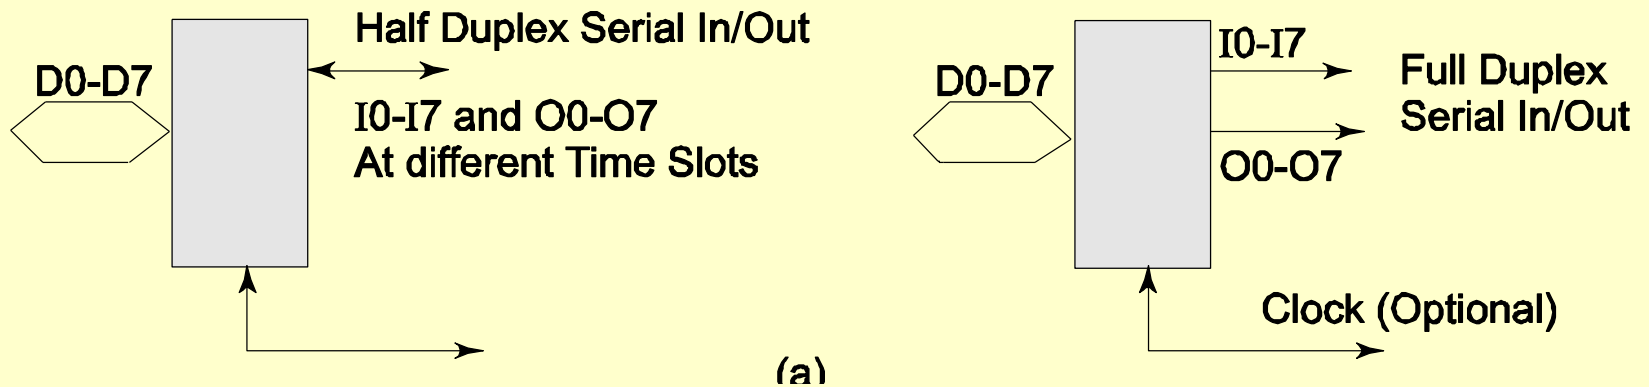 Half Duplex Serial In/Out
D0-D7
I0-I7 and O0-O7
At different Time Slots
I0-I7
D0-D7
Full Duplex
Serial In/Out
O0-O7
Clock (Optional)
(a)